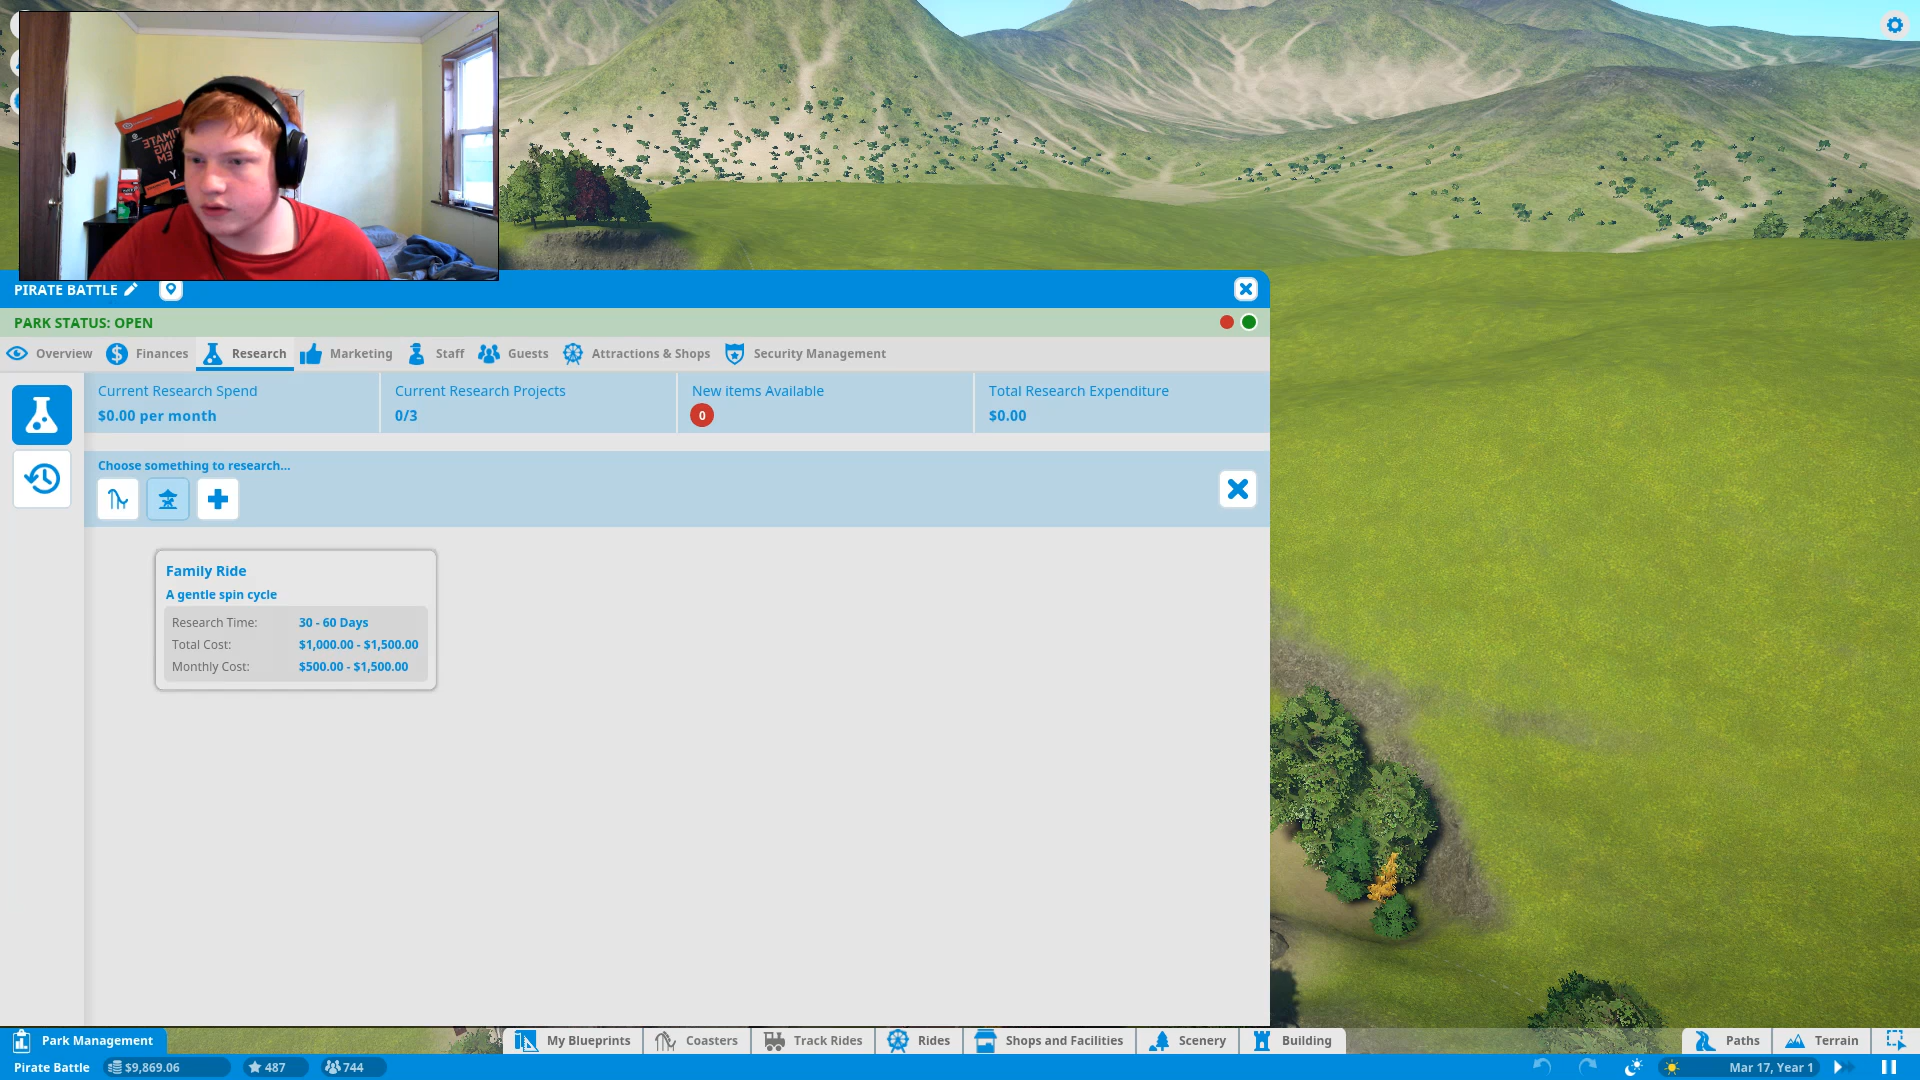 PIRATE BATTLE
PARK STATUS: OPEN
Overview
Finances
Research
Marketing
Staff
Guests
Attractions & Shops
Security Management
Current Research Spend
$0.00 per month
Current Research Projects
0/3
New items Available
0
Total Research Expenditure
$0.00
Choose something to research...
Family Ride
A gentle spin cycle
Research Time: 30 - 60 Days
Total Cost: $1,000.00 - $1,500.00
Monthly Cost: $500.00 - $1,500.00
Park Management
My Blueprints
Coasters
Track Rides
Rides
Shops and Facilities
Scenery
Building
Paths
Terrain
Pirate Battle
$9,869.06
487
744
Mar 17, Year 1